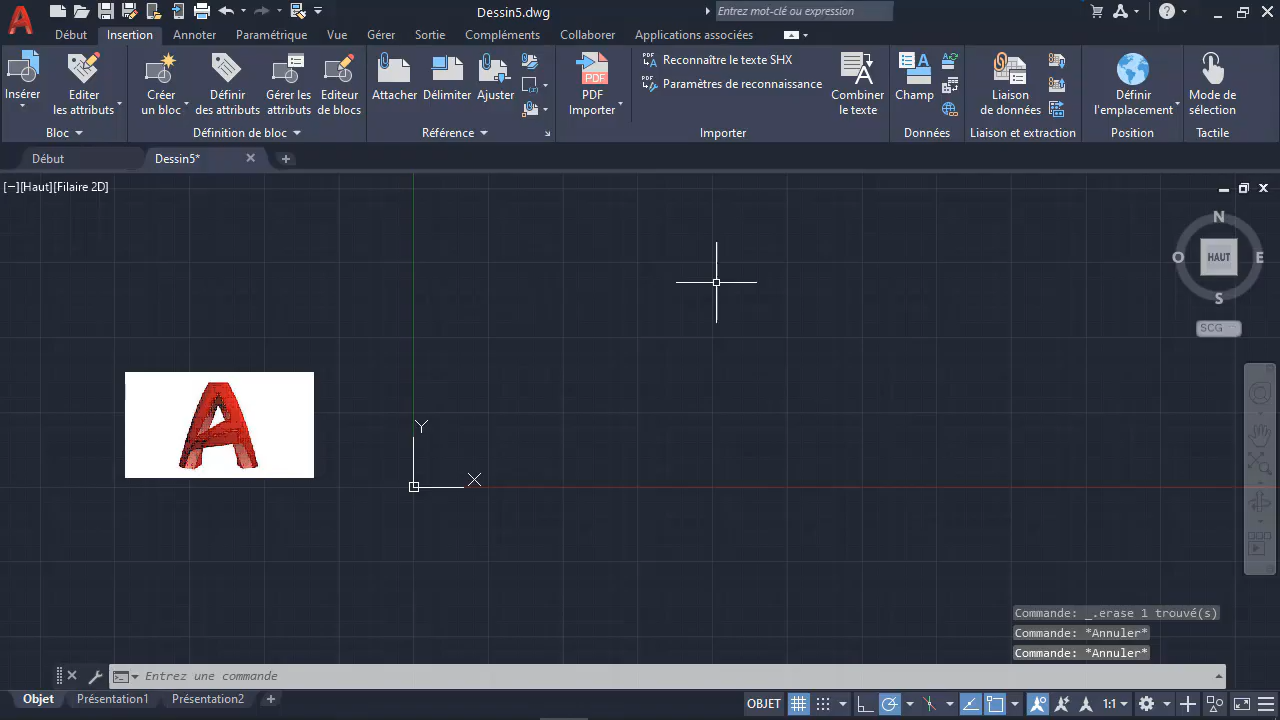 Dessin5.dwg
Entrez mot-clé ou expression
Début Insertion Annoter Paramétrique Vue Gérer Sortie Compléments Collaborer Applications associées
Insérer
Editer les attributs
Bloc
Créer un bloc
Définir des attributs
Gérer les attributs
Editeur de blocs
Définition de bloc
Attacher
Délimiter
Ajuster
Référence
PDF
PDF
Importer
Reconnaître le texte SHX
Paramètres de reconnaissance
Combiner le texte
Importer
Champ
Données
Liaison de données
Liaison et extraction
Définir l'emplacement
Position
Mode de sélection
Tactile
Début
Dessin5*
[−][Haut][Filaire 2D]
N
O HAUT E
S
SCG
A
Y
X
Commande: _.erase 1 trouvé(s)
Commande: *Annuler*
Commande: *Annuler*
Entrez une commande
Objet Présentation1 Présentation2
OBJET
1:1